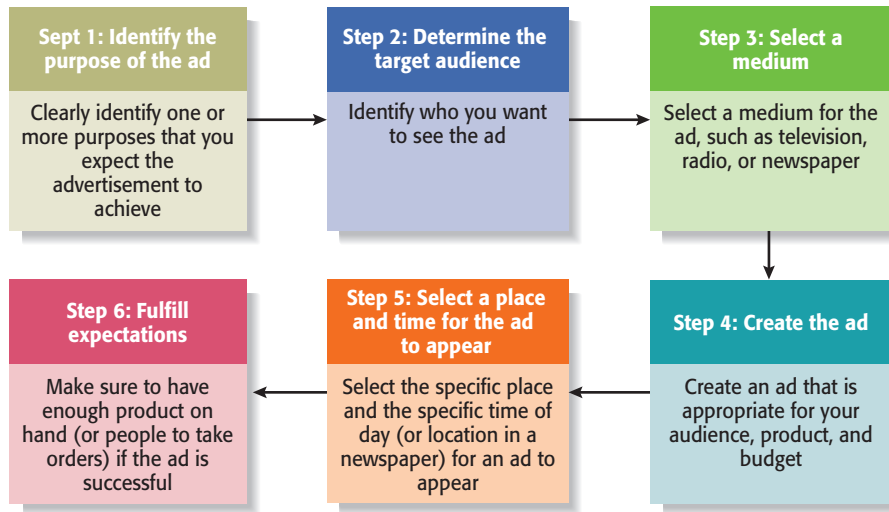 Sept 1: Identify the
purpose of the ad
Clearly identify one or
more purposes that you
expect the
advertisement to
achieve
Step 2: Determine the
target audience
Identify who you want
to see the ad
Step 3: Select a
medium
Select a medium for the
ad, such as television,
radio, or newspaper
Step 4: Create the ad
Create an ad that is
appropriate for your
audience, product, and
budget
Step 5: Select a place
and time for the ad
to appear
Select the specific place
and the specific time of
day (or location in a
newspaper) for an ad to
appear
Step 6: Fulfill
expectations
Make sure to have
enough product on
hand (or people to take
orders) if the ad is
successful